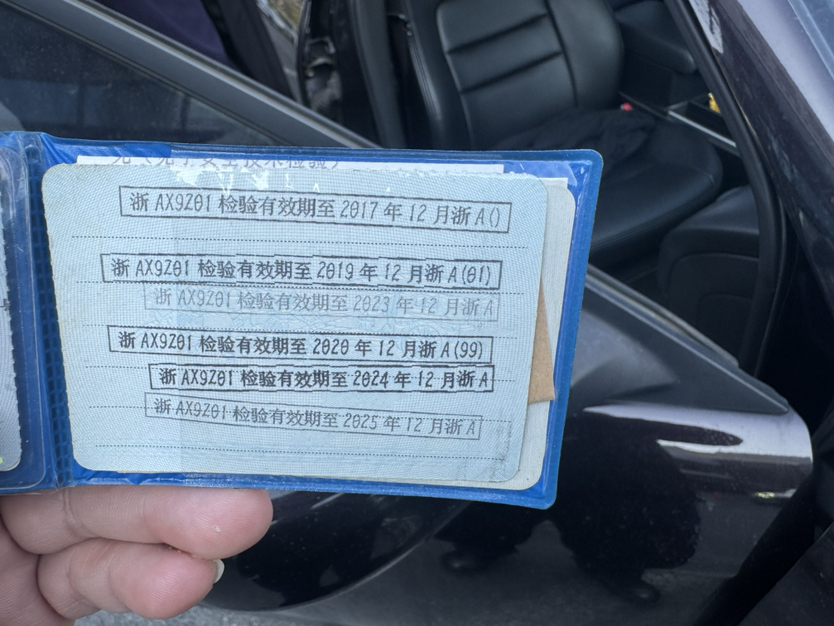 浙 AX9Z01 检验有效期至 2017 年 12 月浙 A()
浙 AX9Z01 检验有效期至 2019 年 12 月浙 A(01)
浙 AX9Z01 检验有效期至 2023 年 12 月浙 A
浙 AX9Z01 检验有效期至 2020 年 12 月浙 A(99)
浙 AX9Z01 检验有效期至 2024 年 12 月浙 A
浙 AX9Z01 检验有效期至 2025 年 12 月浙 A